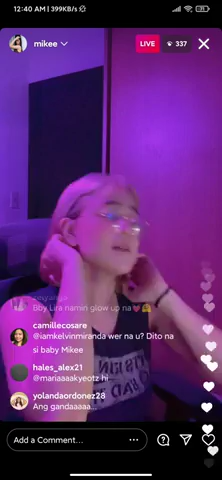 12:40 AM | 399KB/s
mikee
LIVE
337
Bby Lira namin glow up na💗🤗
camillecosare
@iamkelvinmiranda wer na u? Dito na
si baby Mikee
hales_alex21
@mariaaaakyeotz hi
yolandaordonez28
Ang gandaaaaa...
Add a Comment...